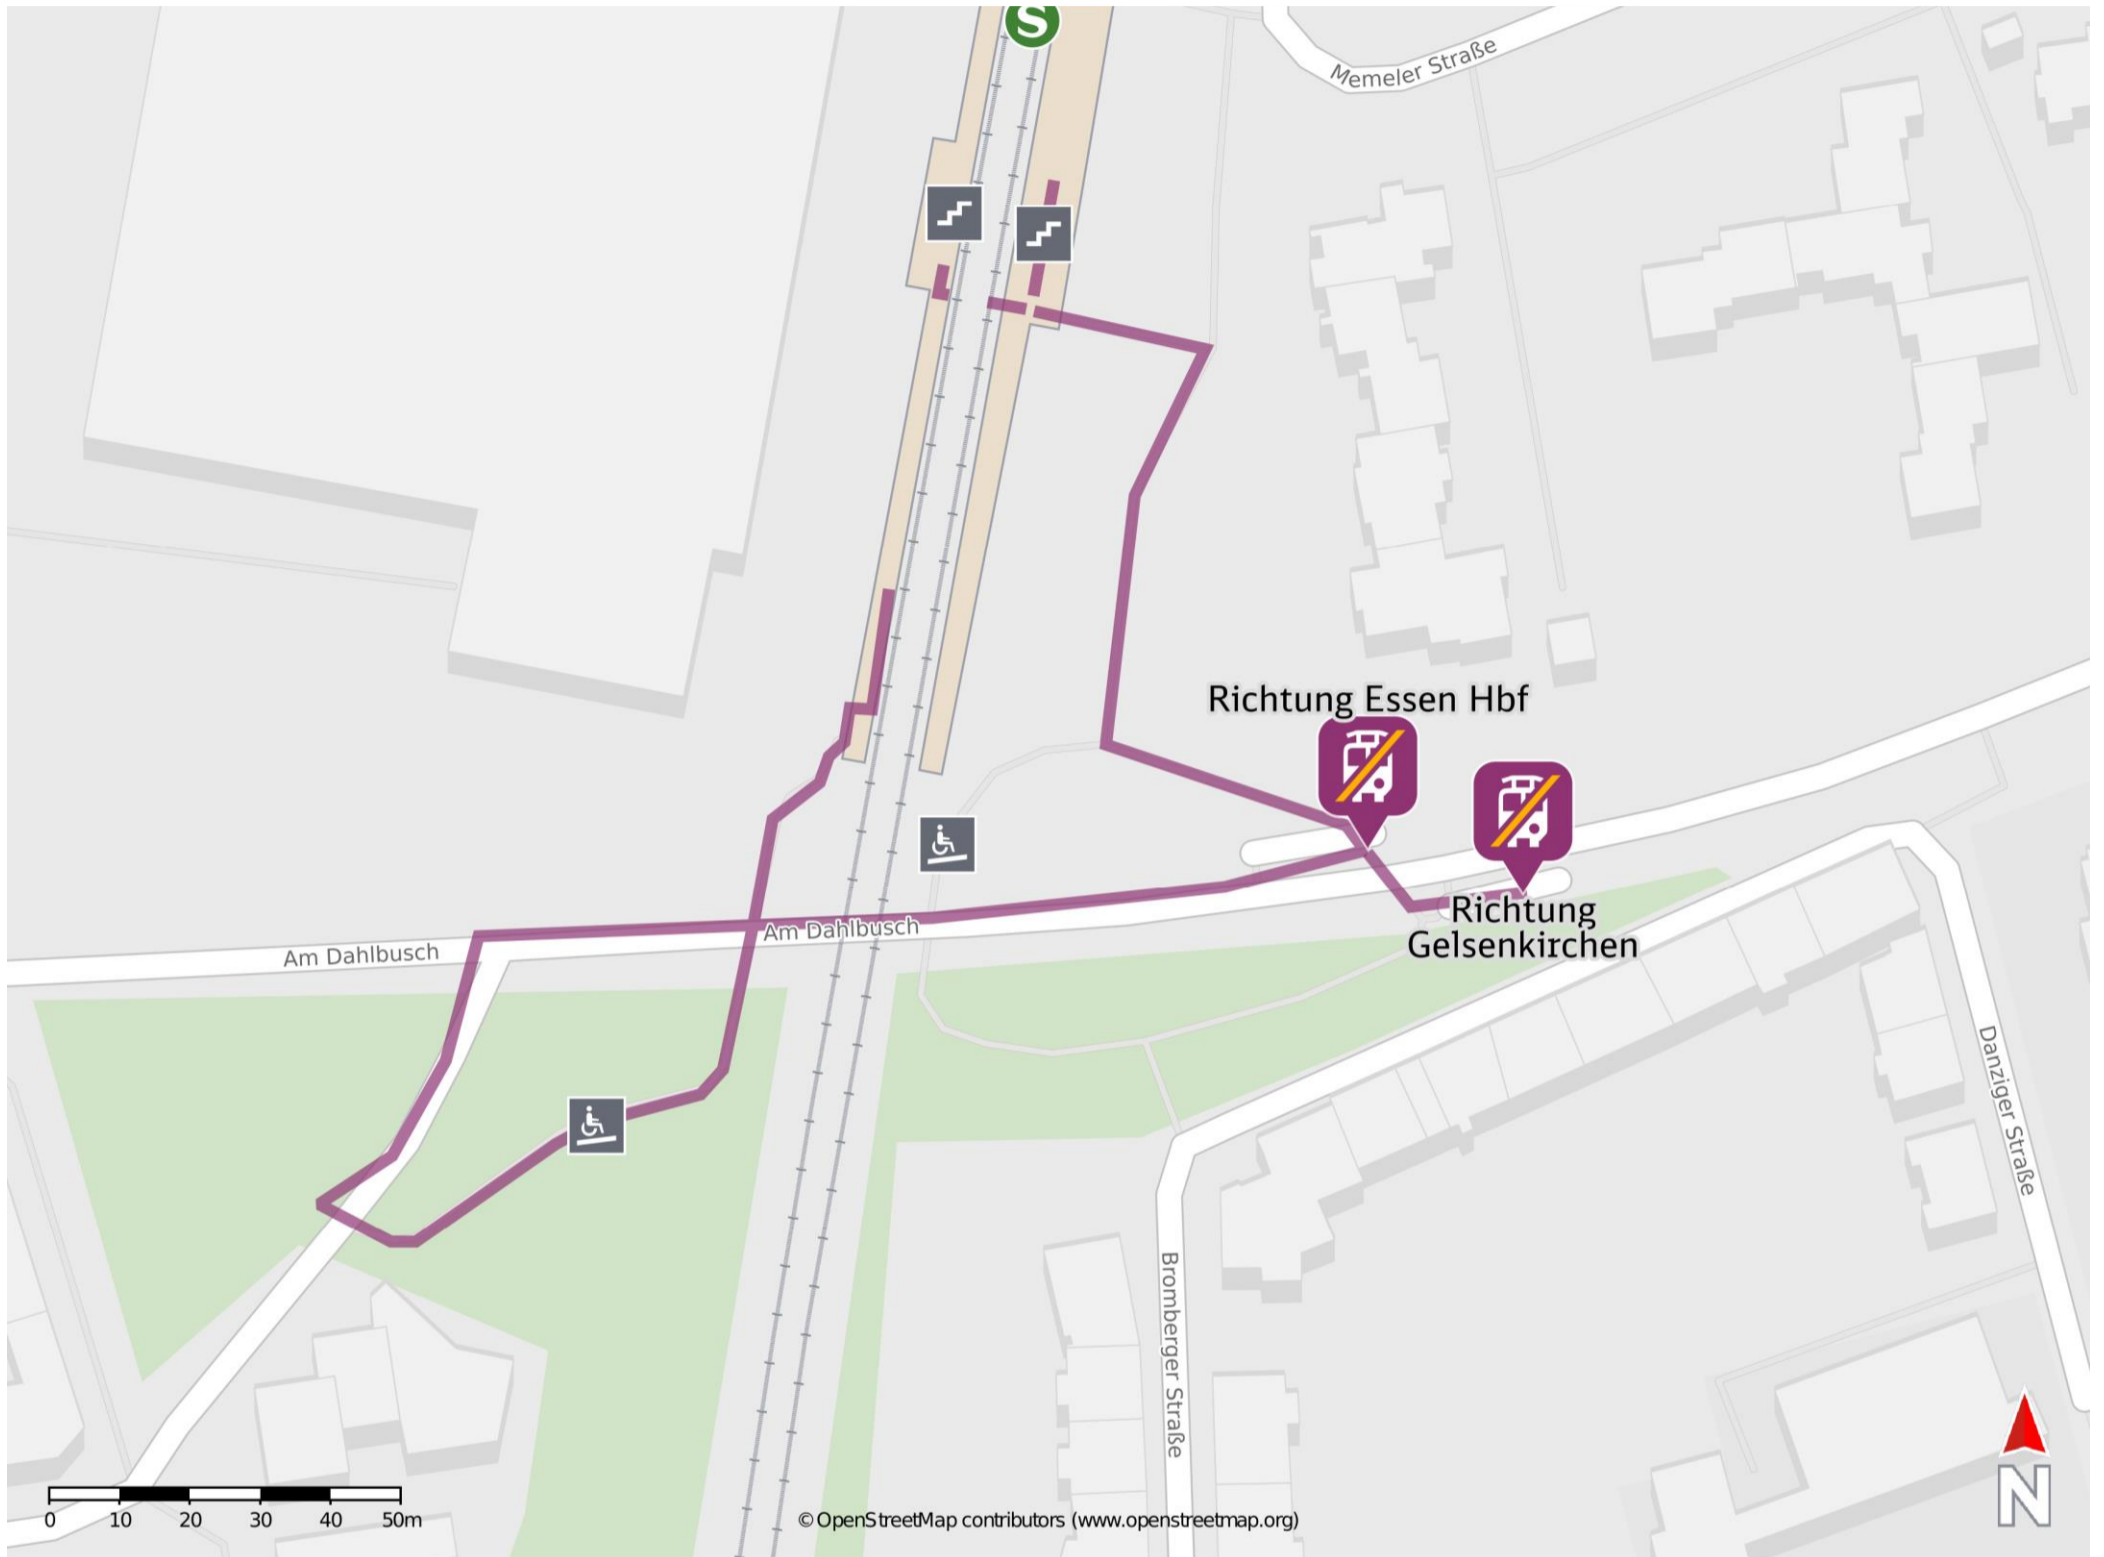 S
Memeler Straße
Richtung Essen Hbf
Richtung
Gelsenkirchen
Am Dahlbusch
Am Dahlbusch
Danziger Straße
Bromberger Straße
N
0 10 20 30 40 50m
© OpenStreetMap contributors (www.openstreetmap.org)